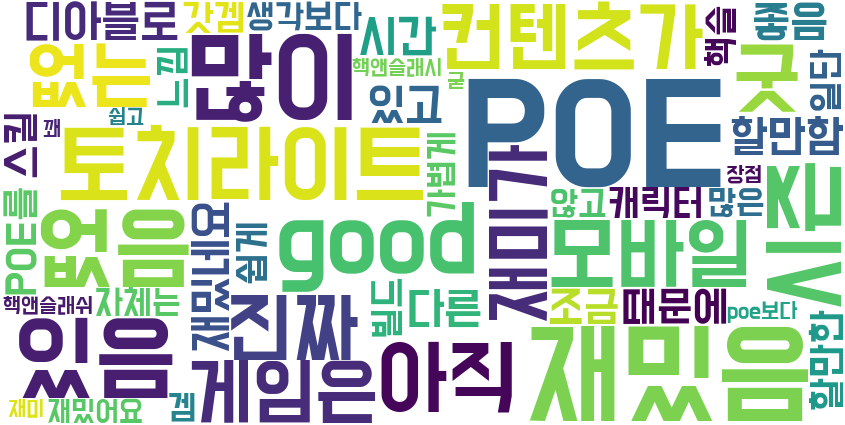 디아블로
갓겜
생각보다
시간
컨텐츠가
핵슬
좋음
없는
느낌
많이
핵앤슬래시
굳
굿
일단
쉽고
있고
POE
할만함
스킬
깨
토치라이트
가볍게
재미가
장점
POE를
없음
재밌네요
쉽게
good
않고
캐릭터
많은
역시
모바일
핵앤슬래쉬
자체는
빌드
다른
조금
때문에
poe보다
있음
진짜
할만한
게임은
아직
재밌음
재미
재밌어요
겜